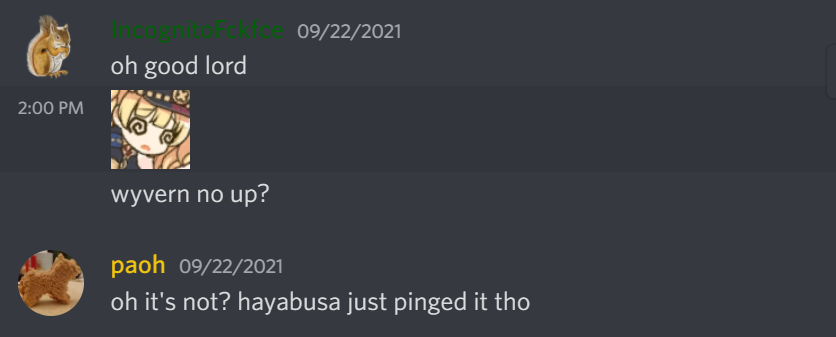 IncognitoFckfce 09/22/2021
oh good lord
2:00 PM
wyvern no up?
paoh 09/22/2021
oh it's not? hayabusa just pinged it tho